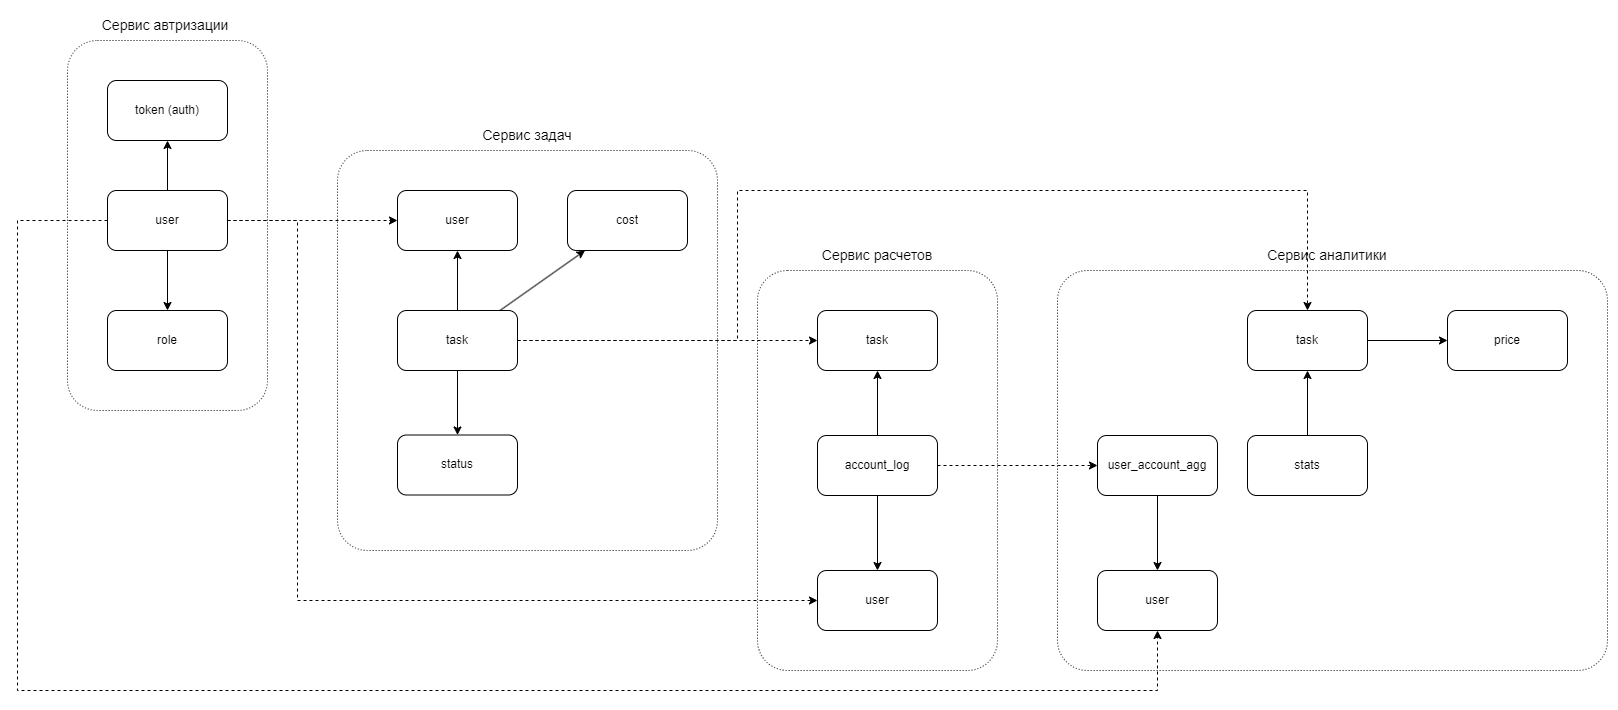 Сервис автризации
token (auth)
user
role
Сервис задач
user
cost
task
status
Сервис расчетов
task
account_log
user
Сервис аналитики
task
price
user_account_agg
stats
user